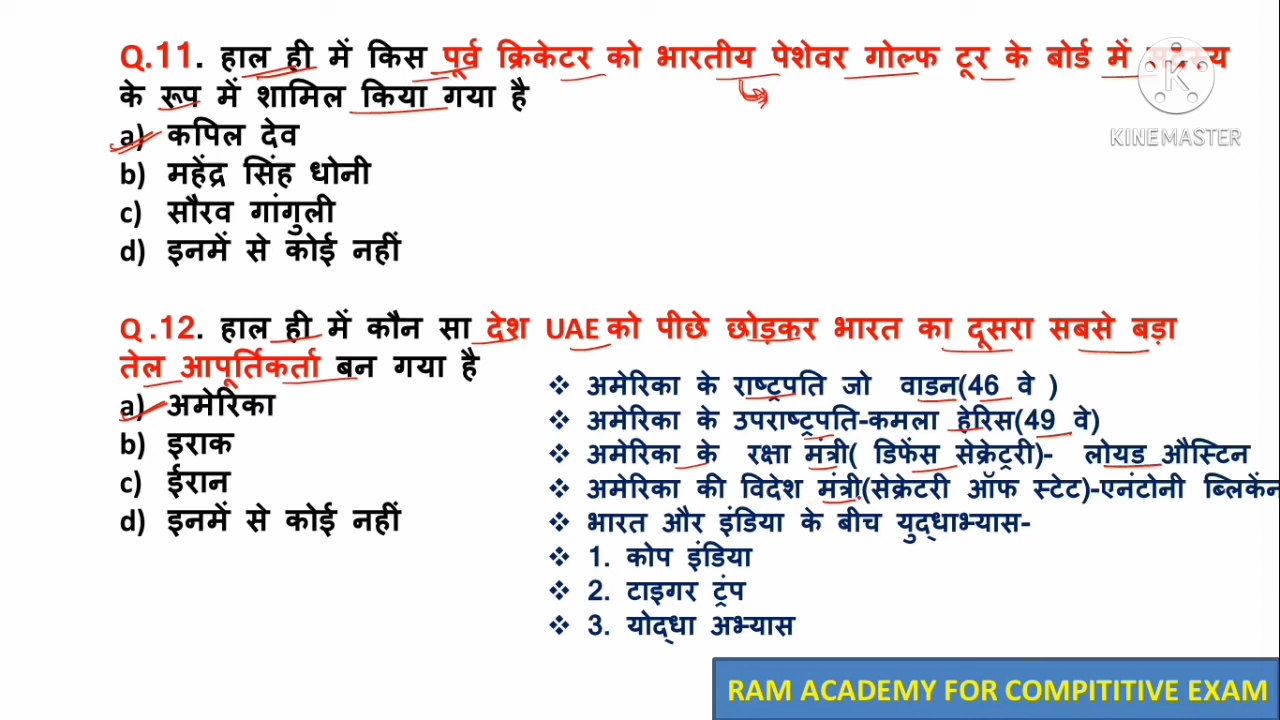 Q.11. हाल ही में किस पूर्व क्रिकेटर को भारतीय पेशेवर गोल्फ टूर के बोर्ड में
के रूप में शामिल किया गया है
a) कपिल देव
b) महेंद्र सिंह धोनी
c) सौरव गांगुली
d) इनमें से कोई नहीं
KINEMASTER
Q .12. हाल ही में कौन सा देश UAE को पीछे छोड़कर भारत का दूसरा सबसे बड़ा
तेल आपूर्तिकर्ता बन गया है
a) अमेरिका
b) इराक
c) ईरान
d) इनमें से कोई नहीं
❖ अमेरिका के राष्ट्रपति जो वाडन(46 वे )
❖ अमेरिका के उपराष्ट्रपति-कमला हेरिस(49 वे)
❖ अमेरिका के रक्षा मंत्री( डिफेंस सेक्रेट्री)- लोयड औस्टिन
❖ अमेरिका की विदेश मंत्री(सेक्रेटरी ऑफ स्टेट)-एनंटोनी ब्लिकेंन
❖ भारत और इंडिया के बीच युद्धाभ्यास-
❖ 1. कोप इंडिया
❖ 2. टाइगर ट्रंप
❖ 3. योद्धा अभ्यास
RAM ACADEMY FOR COMPITITIVE EXAM